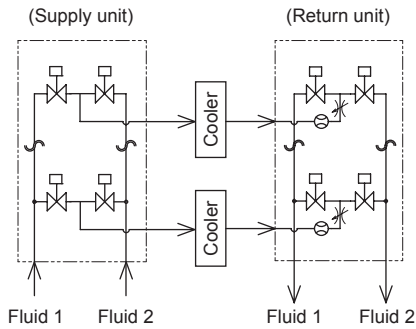 (Supply unit)
(Return unit)
Cooler
Cooler
Fluid 1
Fluid 2
Fluid 1
Fluid 2